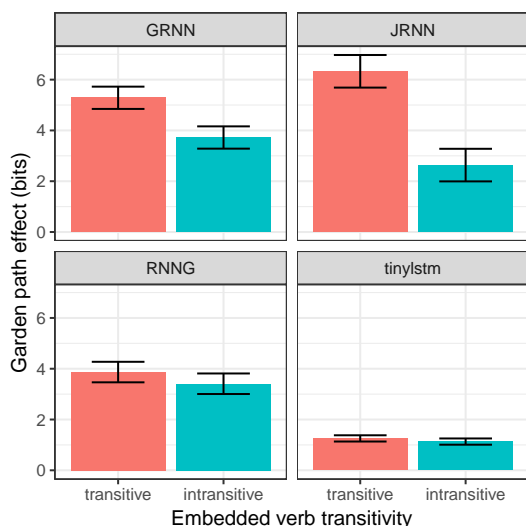 GRNN JRNN
6
4
2
0
RNNG tinylstm
6
4
2
0
transitive intransitive transitive intransitive
Embedded verb transitivity
Garden path effect (bits)